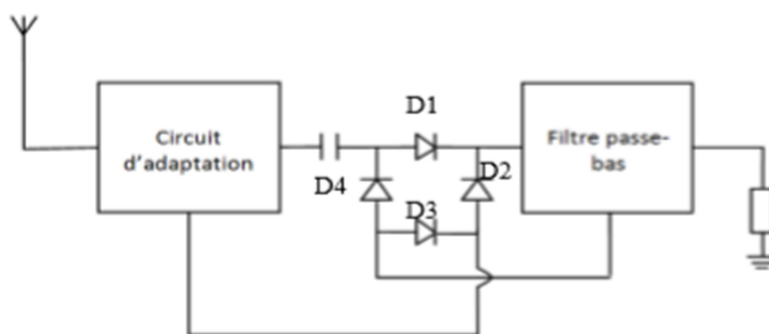 D1
Circuit
d'adaptation
Filtre passe-
bas
D4
D2
D3